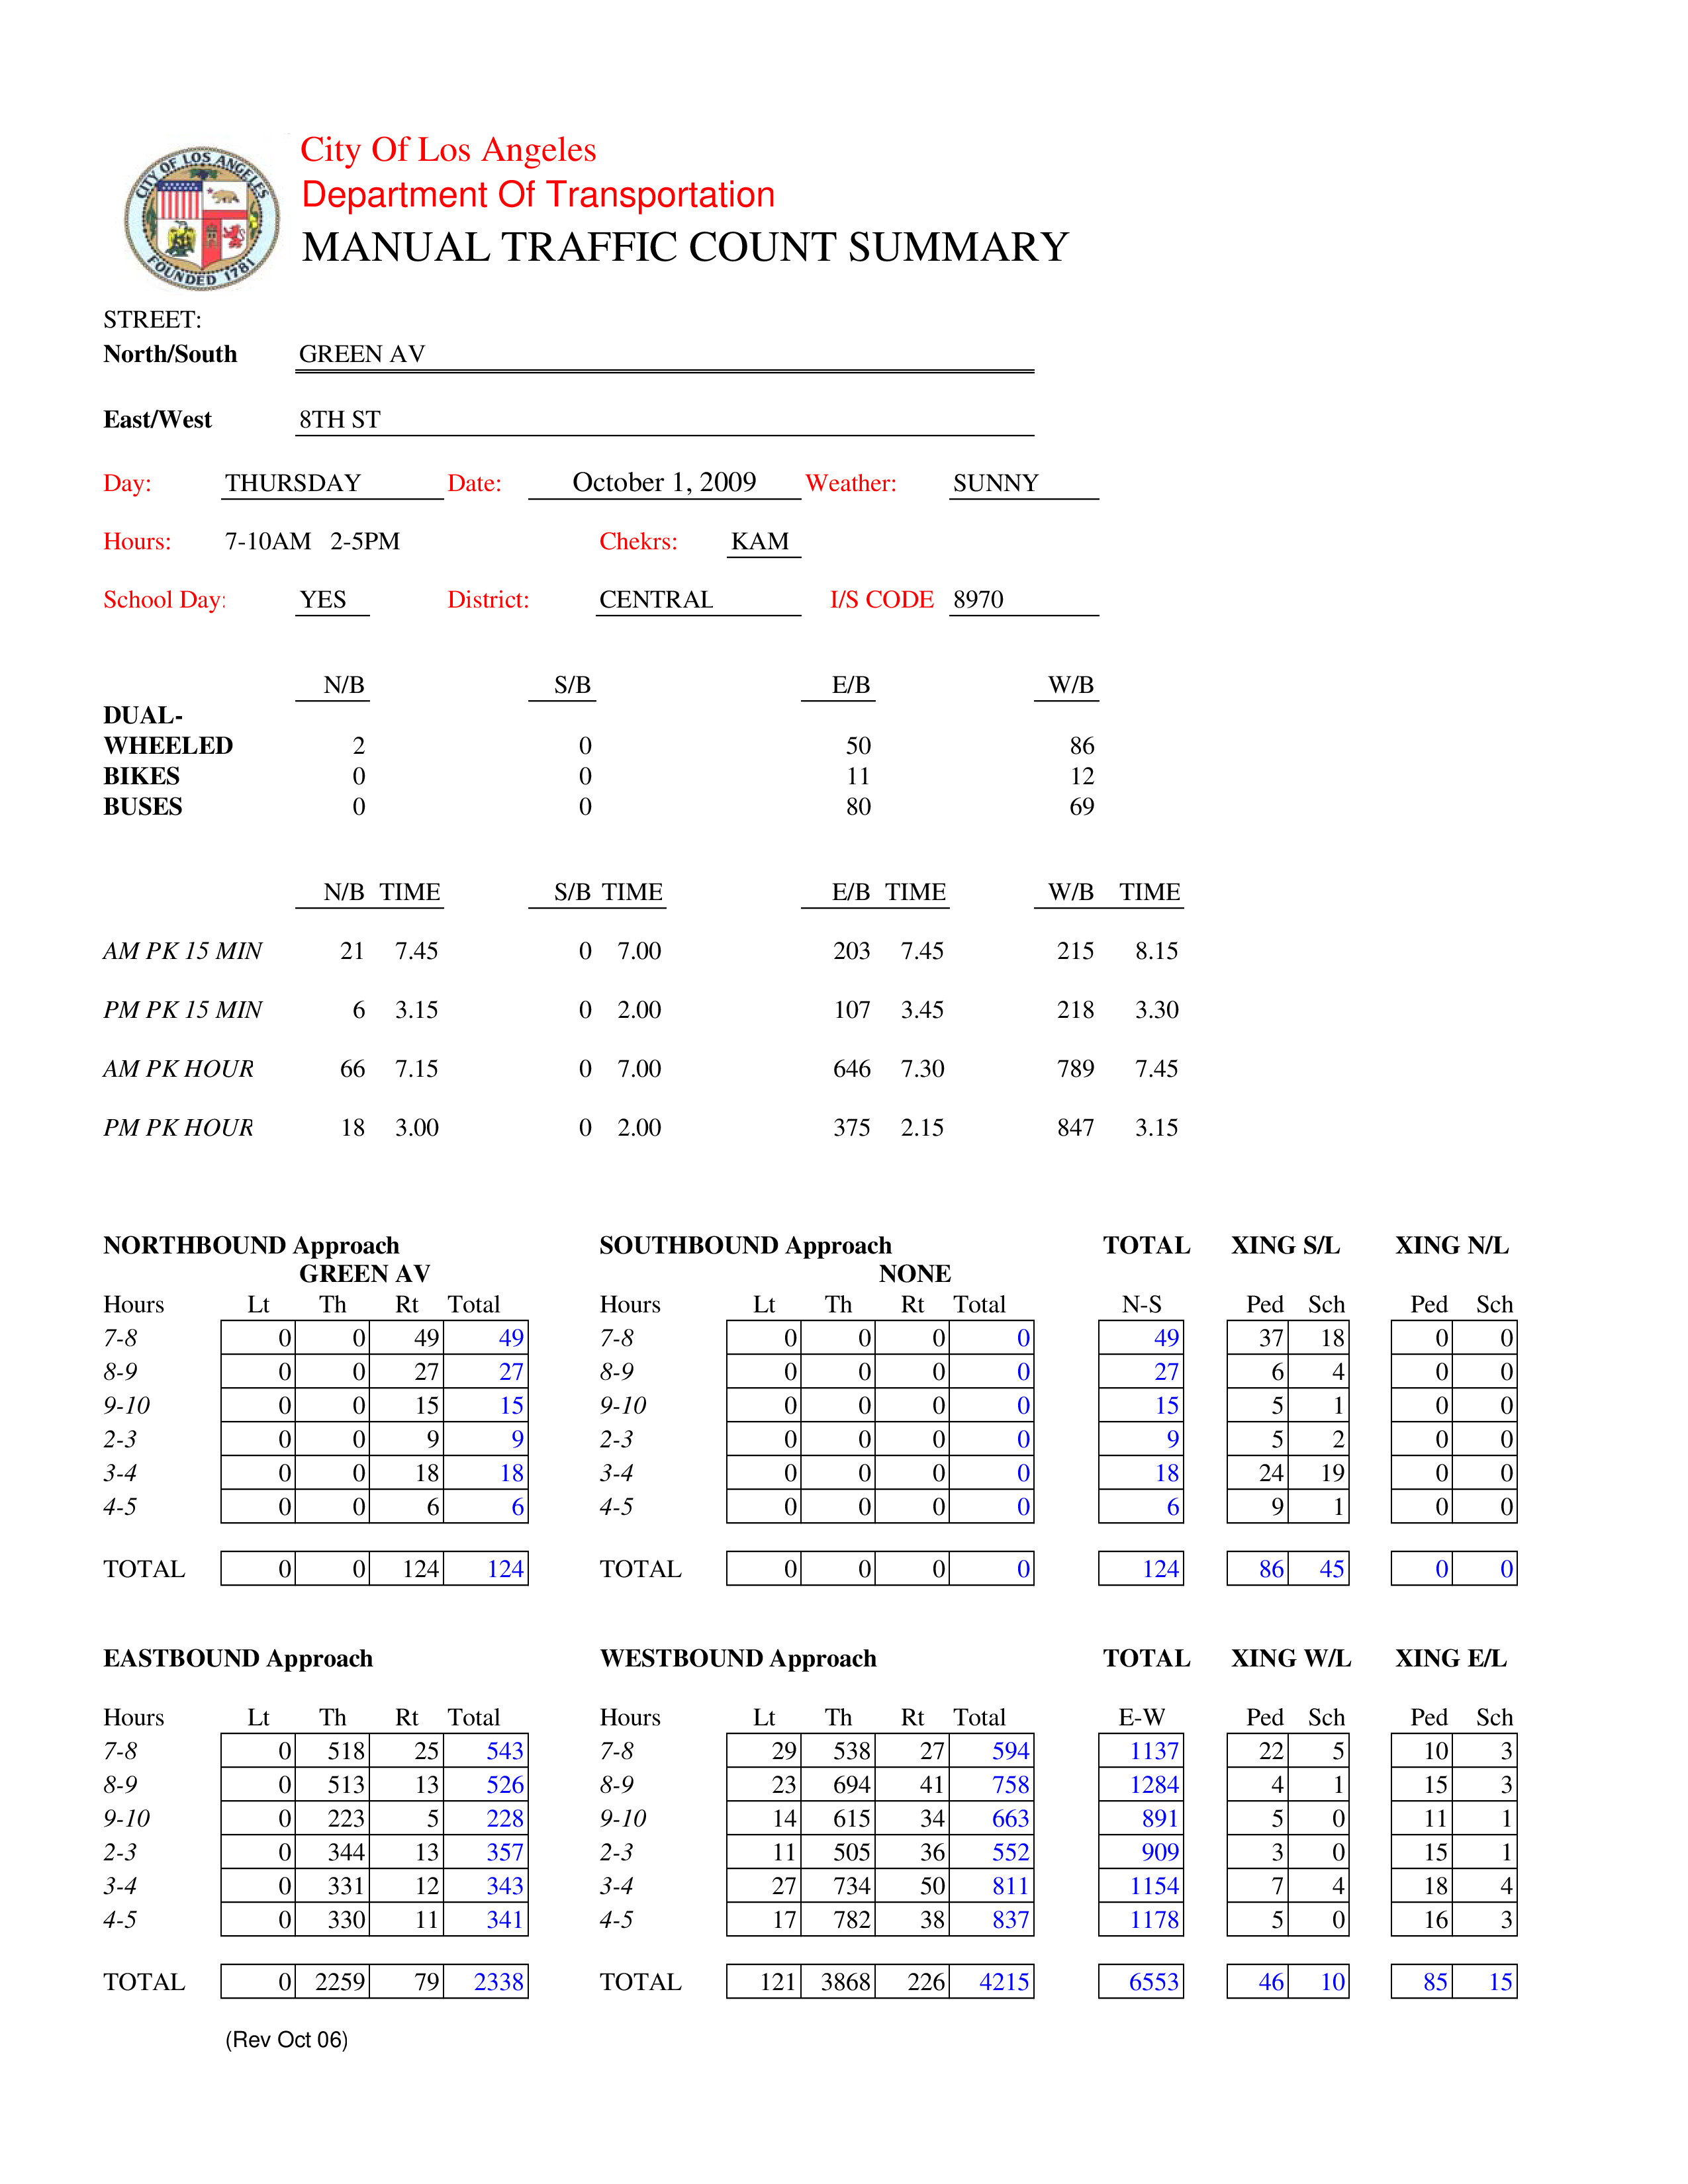 CITY OF LOS ANGELES
FOUNDED 1781
City Of Los Angeles
Department Of Transportation
MANUAL TRAFFIC COUNT SUMMARY
STREET:
North/South GREEN AV
East/West 8TH ST
Day: THURSDAY Date: October 1, 2009 Weather: SUNNY
Hours: 7-10AM 2-5PM Chekrs: KAM
School Day: YES District: CENTRAL I/S CODE 8970
N/B S/B E/B W/B
DUAL-
WHEELED 2 0 50 86
BIKES 0 0 11 12
BUSES 0 0 80 69
N/B TIME S/B TIME E/B TIME W/B TIME
AM PK 15 MIN 21 7.45 0 7.00 203 7.45 215 8.15
PM PK 15 MIN 6 3.15 0 2.00 107 3.45 218 3.30
AM PK HOUR 66 7.15 0 7.00 646 7.30 789 7.45
PM PK HOUR 18 3.00 0 2.00 375 2.15 847 3.15
NORTHBOUND Approach SOUTHBOUND Approach TOTAL XING S/L XING N/L
GREEN AV NONE
Hours Lt Th Rt Total Hours Lt Th Rt Total N-S Ped Sch Ped Sch
7-8 0 0 49 49 7-8 0 0 0 0 49 37 18 0 0
8-9 0 0 27 27 8-9 0 0 0 0 27 6 4 0 0
9-10 0 0 15 15 9-10 0 0 0 0 15 5 1 0 0
2-3 0 0 9 9 2-3 0 0 0 0 9 5 2 0 0
3-4 0 0 18 18 3-4 0 0 0 0 18 24 19 0 0
4-5 0 0 6 6 4-5 0 0 0 0 6 9 1 0 0
TOTAL 0 0 124 124 TOTAL 0 0 0 0 124 86 45 0 0
EASTBOUND Approach WESTBOUND Approach TOTAL XING W/L XING E/L
Hours Lt Th Rt Total Hours Lt Th Rt Total E-W Ped Sch Ped Sch
7-8 0 518 25 543 7-8 29 538 27 594 1137 22 5 10 3
8-9 0 513 13 526 8-9 23 694 41 758 1284 4 1 15 3
9-10 0 223 5 228 9-10 14 615 34 663 891 5 0 11 1
2-3 0 344 13 357 2-3 11 505 36 552 909 3 0 15 1
3-4 0 331 12 343 3-4 27 734 50 811 1154 7 4 18 4
4-5 0 330 11 341 4-5 17 782 38 837 1178 5 0 16 3
TOTAL 0 2259 79 2338 TOTAL 121 3868 226 4215 6553 46 10 85 15
(Rev Oct 06)